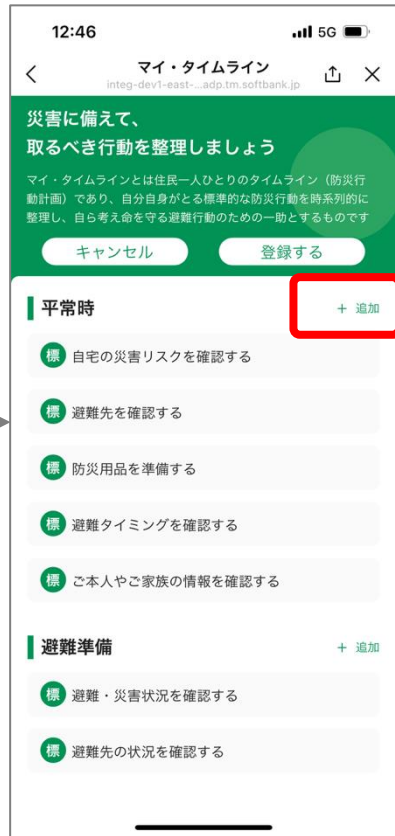 12:46
5G
マイ・タイムライン
integ-dev1-east-...adp.tm.softbank.jp
災害に備えて、
取るべき行動を整理しましょう
マイ・タイムラインとは住民一人ひとりのタイムライン（防災行
動計画）であり、自分自身がとる標準的な防災行動を時系列的に
整理し、自ら考え命を守る避難行動のための一助とするものです
キャンセル 登録する
平常時 + 追加
標 自宅の災害リスクを確認する
標 避難先を確認する
標 防災用品を準備する
標 避難タイミングを確認する
標 ご本人やご家族の情報を確認する
避難準備 + 追加
標 避難・災害状況を確認する
標 避難先の状況を確認する